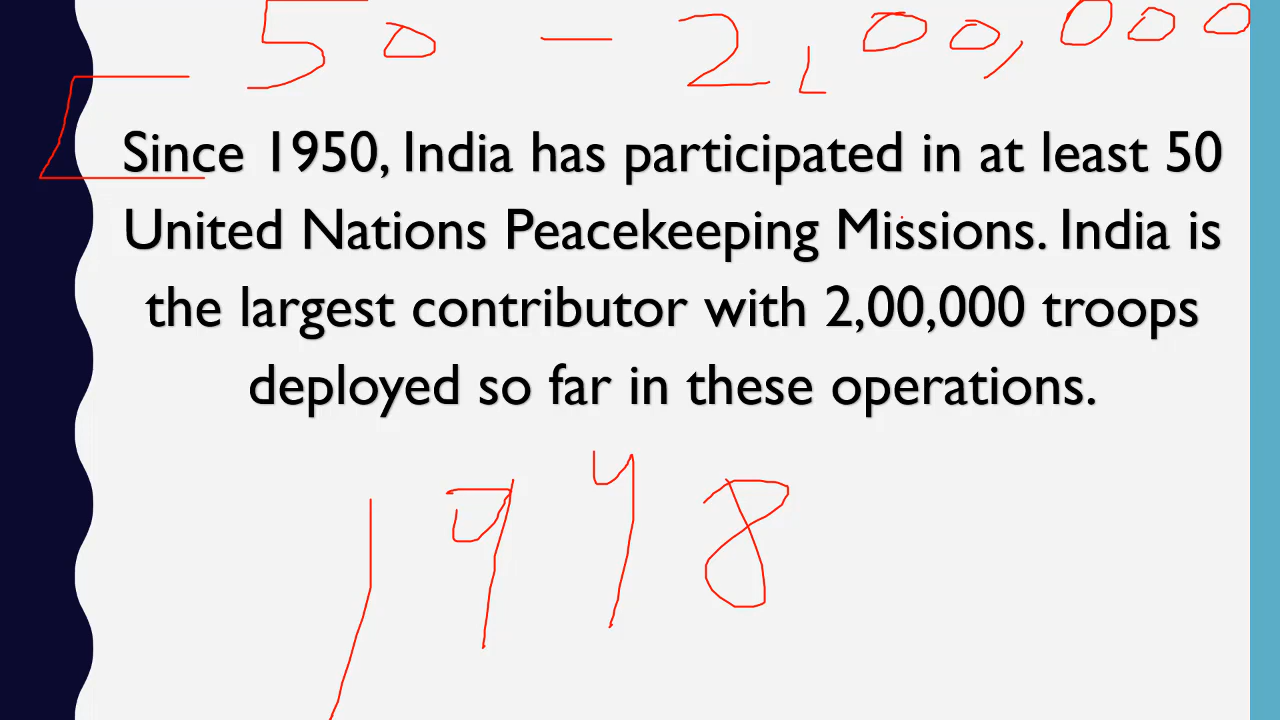 50 - 2,00,000
Since 1950, India has participated in at least 50
United Nations Peacekeeping Missions. India is
the largest contributor with 2,00,000 troops
deployed so far in these operations.
1948